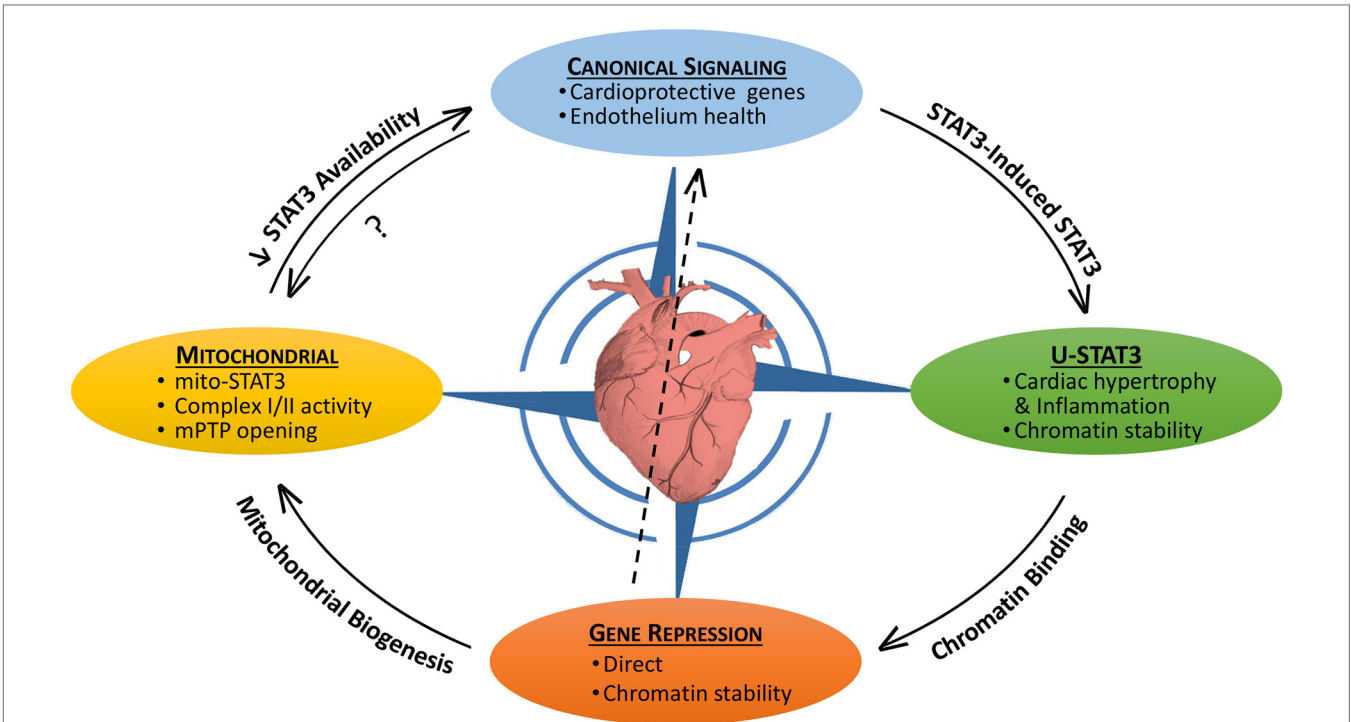 CANONICAL SIGNALING
• Cardioprotective genes
• Endothelium health
↘ STAT3 Availability
?
STAT3-Induced STAT3
MITOCHONDRIAL
• mito-STAT3
• Complex I/II activity
• mPTP opening
U-STAT3
• Cardiac hypertrophy
& Inflammation
• Chromatin stability
Mitochondrial Biogenesis
Chromatin Binding
GENE REPRESSION
• Direct
• Chromatin stability